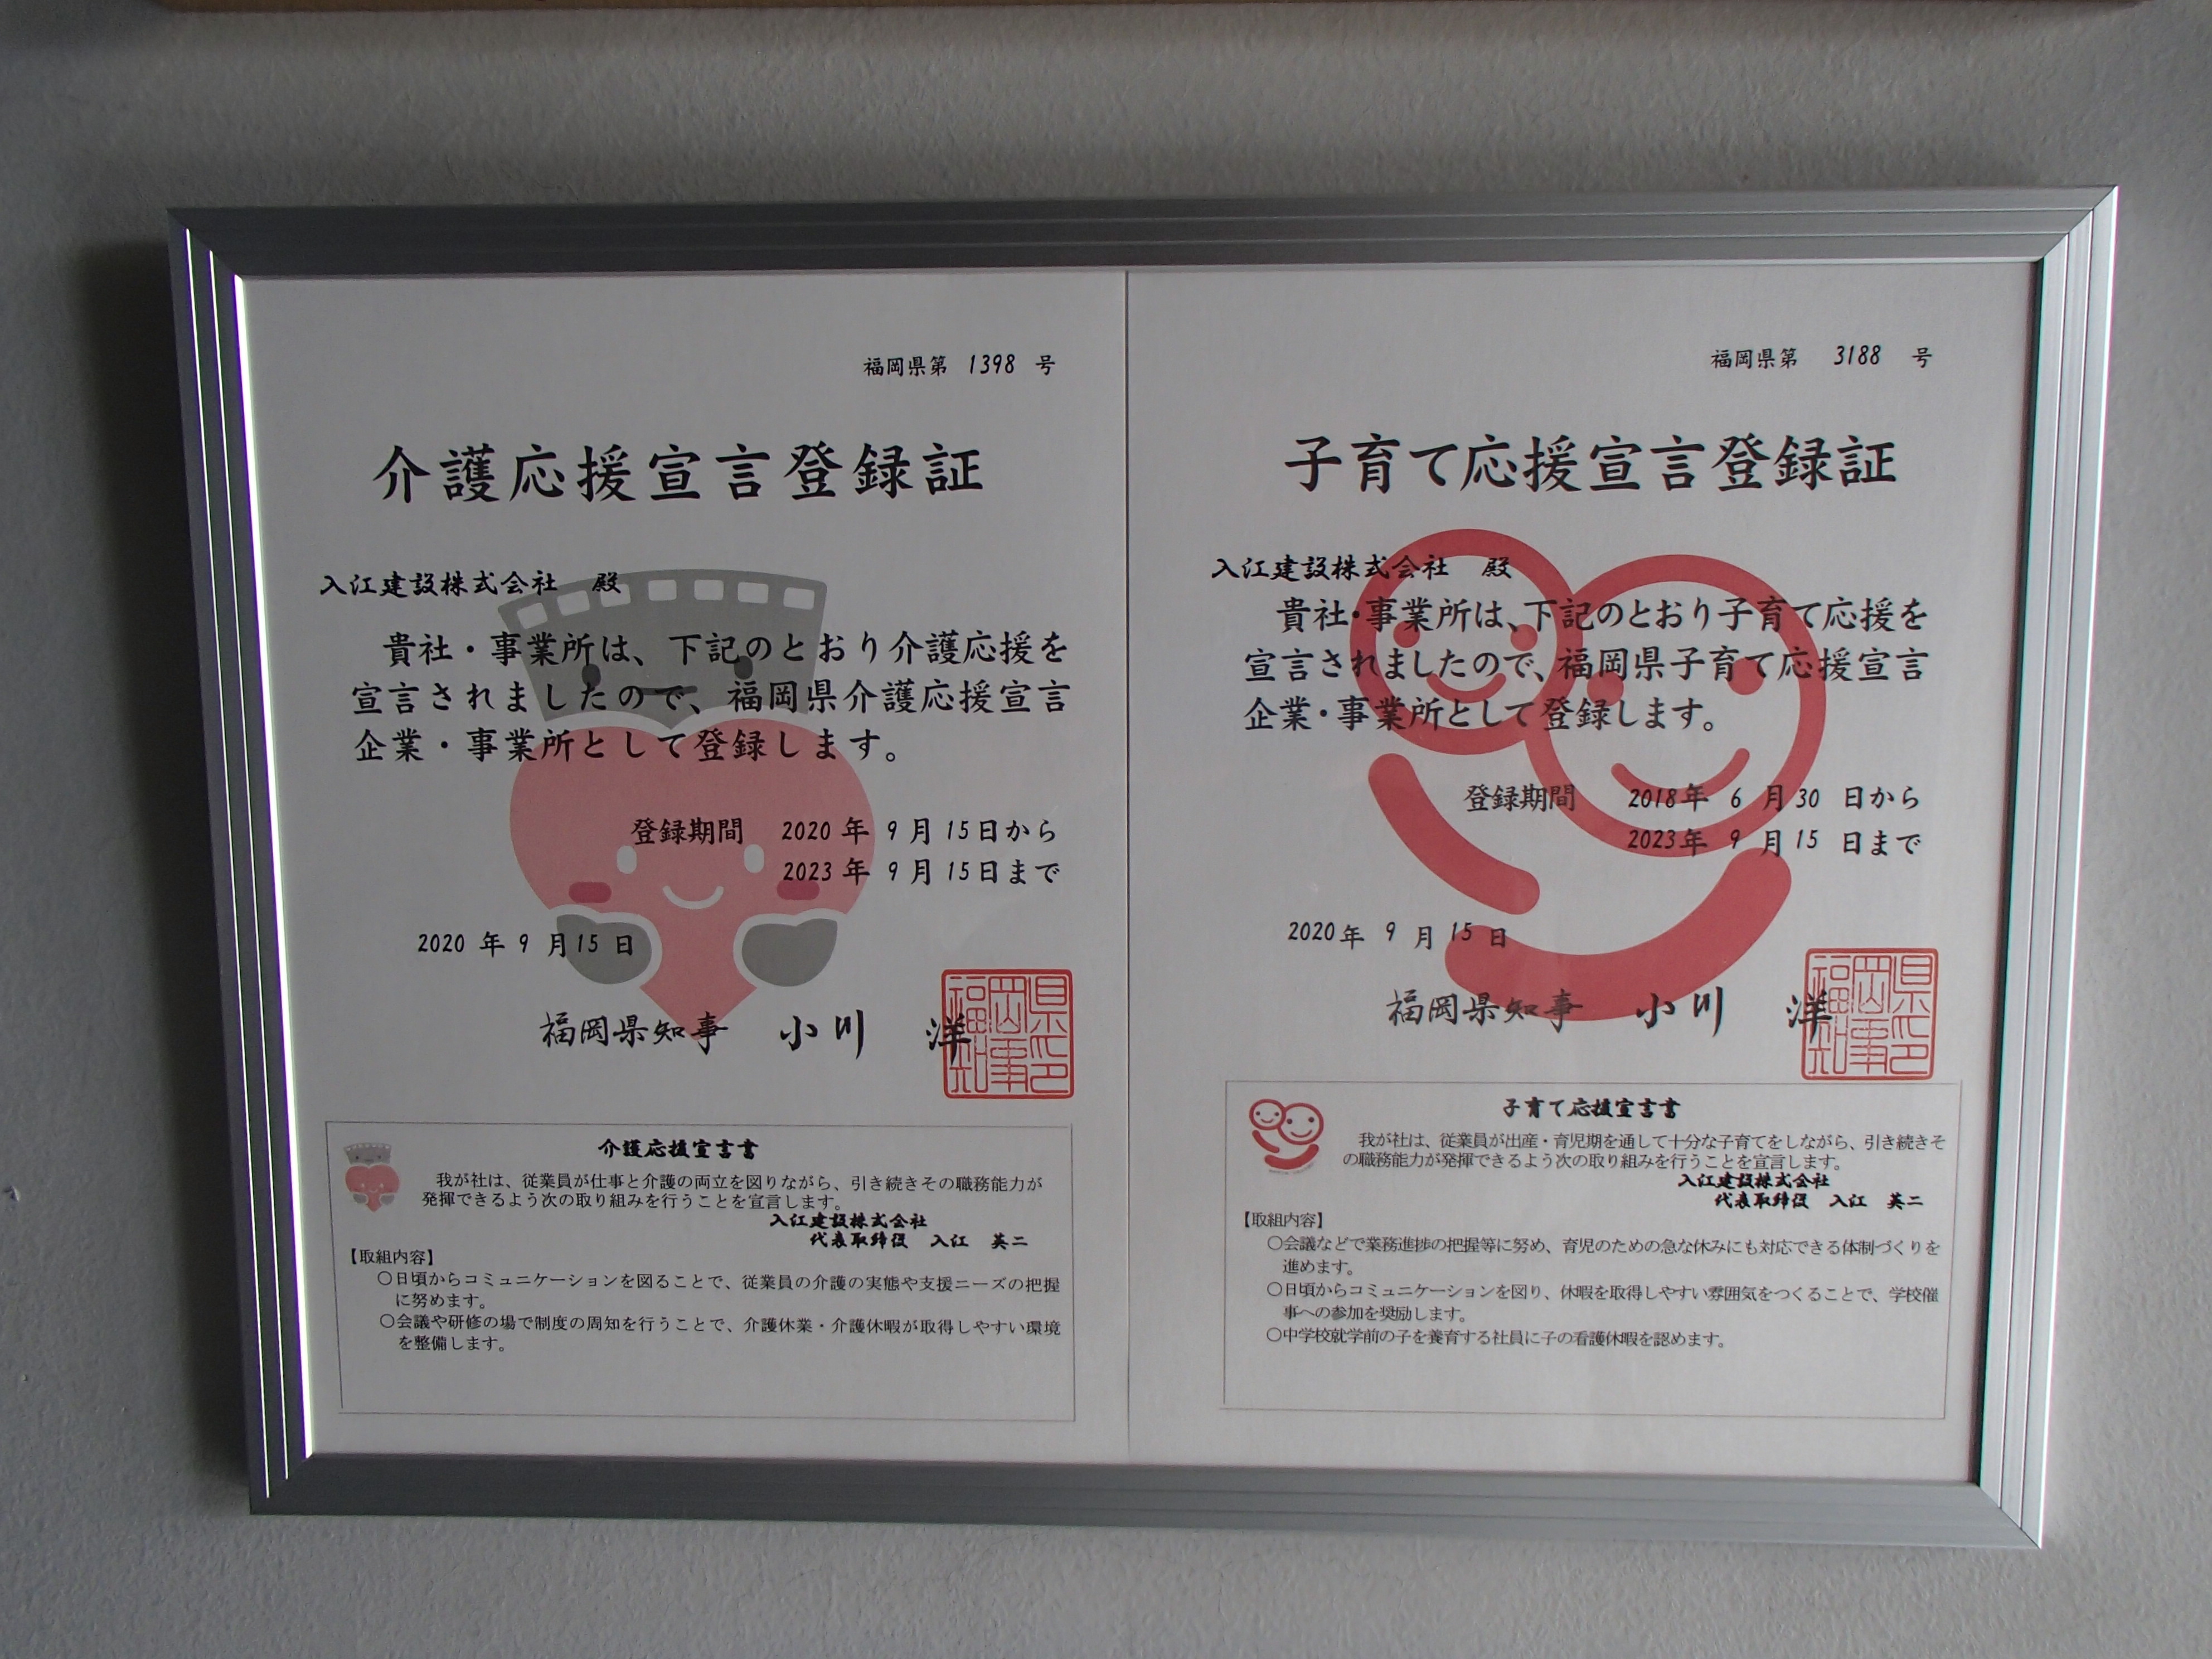 福岡県第 1398 号
介護応援宣言登録証
入江建設株式会社 殿
貴社・事業所は、下記のとおり介護応援を
宣言されましたので、福岡県介護応援宣言
企業・事業所として登録します。
登録期間 2020 年 9 月 15日から
2023 年 9 月 15日まで
2020 年 9 月15 日
福岡県知事 小川 洋
福岡県知事印
介護応援宣言書
我が社は、従業員が仕事と介護の両立を図りながら、引き続きその職務能力が
発揮できるよう次の取り組みを行うことを宣言します。
入江建設株式会社
代表取締役 入江 英二
【取組内容】
○日頃からコミュニケーションを図ることで、従業員の介護の実態や支援ニーズの把握
に努めます。
○会議や研修の場で制度の周知を行うことで、介護休業・介護休暇が取得しやすい環境
を整備します。
福岡県第 3188 号
子育て応援宣言登録証
入江建設株式会社 殿
貴社・事業所は、下記のとおり子育て応援を
宣言されましたので、福岡県子育て応援宣言
企業・事業所として登録します。
登録期間 2018年 6 月 30 日から
2023年 9 月 15 日まで
2020年 9 月 15 日
福岡県知事 小川 洋
福岡県知事印
子育て応援宣言書
我が社は、従業員が出産・育児期を通して十分な子育てをしながら、引き続きそ
の職務能力が発揮できるよう次の取り組みを行うことを宣言します。
入江建設株式会社
代表取締役 入江 英二
【取組内容】
○会議などで業務進捗の把握等に努め、育児のための急な休みにも対応できる体制づくりを
進めます。
○日頃からコミュニケーションを図り、休暇を取得しやすい雰囲気をつくることで、学校催
事への参加を奨励します。
○中学校就学前の子を養育する社員に子の看護休暇を認めます。